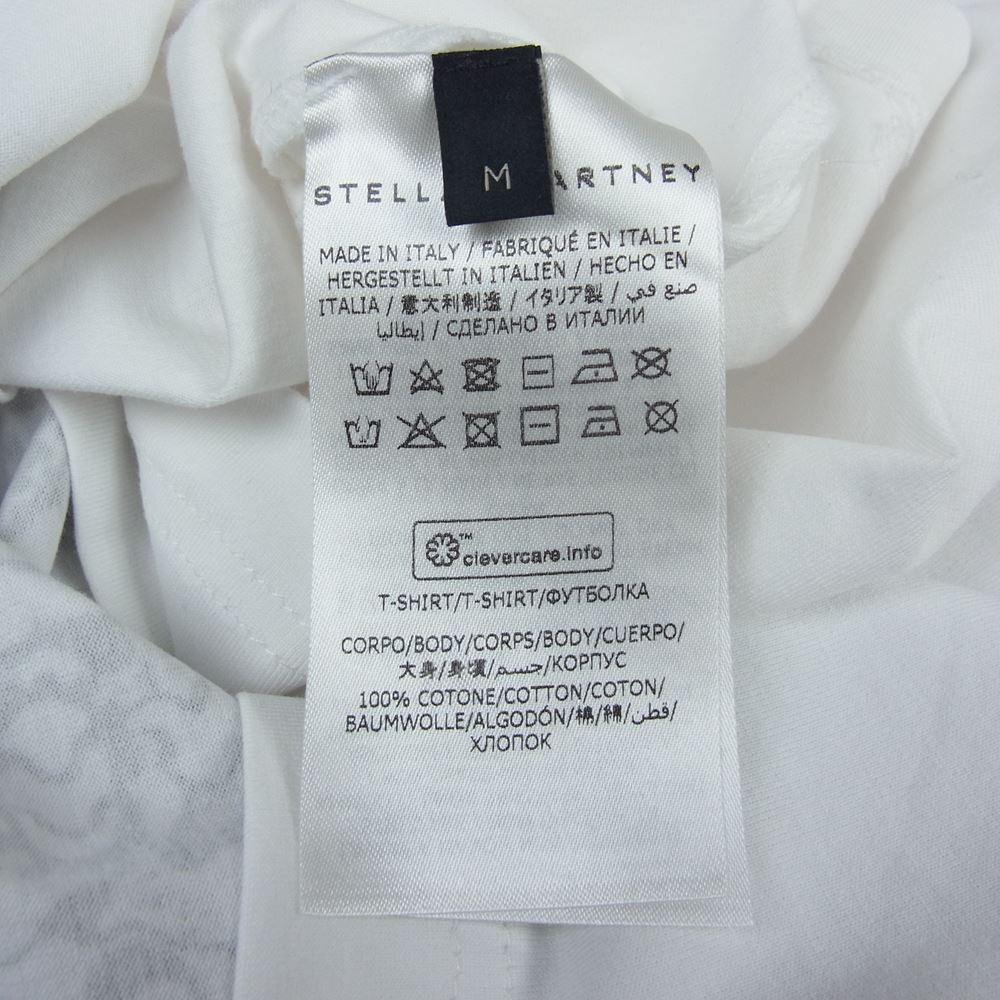 M
STELL ARTNEY
MADE IN ITALY / FABRIQUÉ EN ITALIE /
HERGESTELLT IN ITALIEN / HECHO EN
ITALIA / 意大利制造 / イタリア製 / صنع في
إيطاليا / СДЕЛАНО В ИТАЛИИ
clevercare.info
T-SHIRT/T-SHIRT/ФУТБОЛКА
CORPO/BODY/CORPS/BODY/CUERPO/
大身/身頃/جسم/КОРПУС
100% COTONE/COTTON/COTON/
BAUMWOLLE/ALGODÓN/棉/綿/قطن/
ХЛОПОК